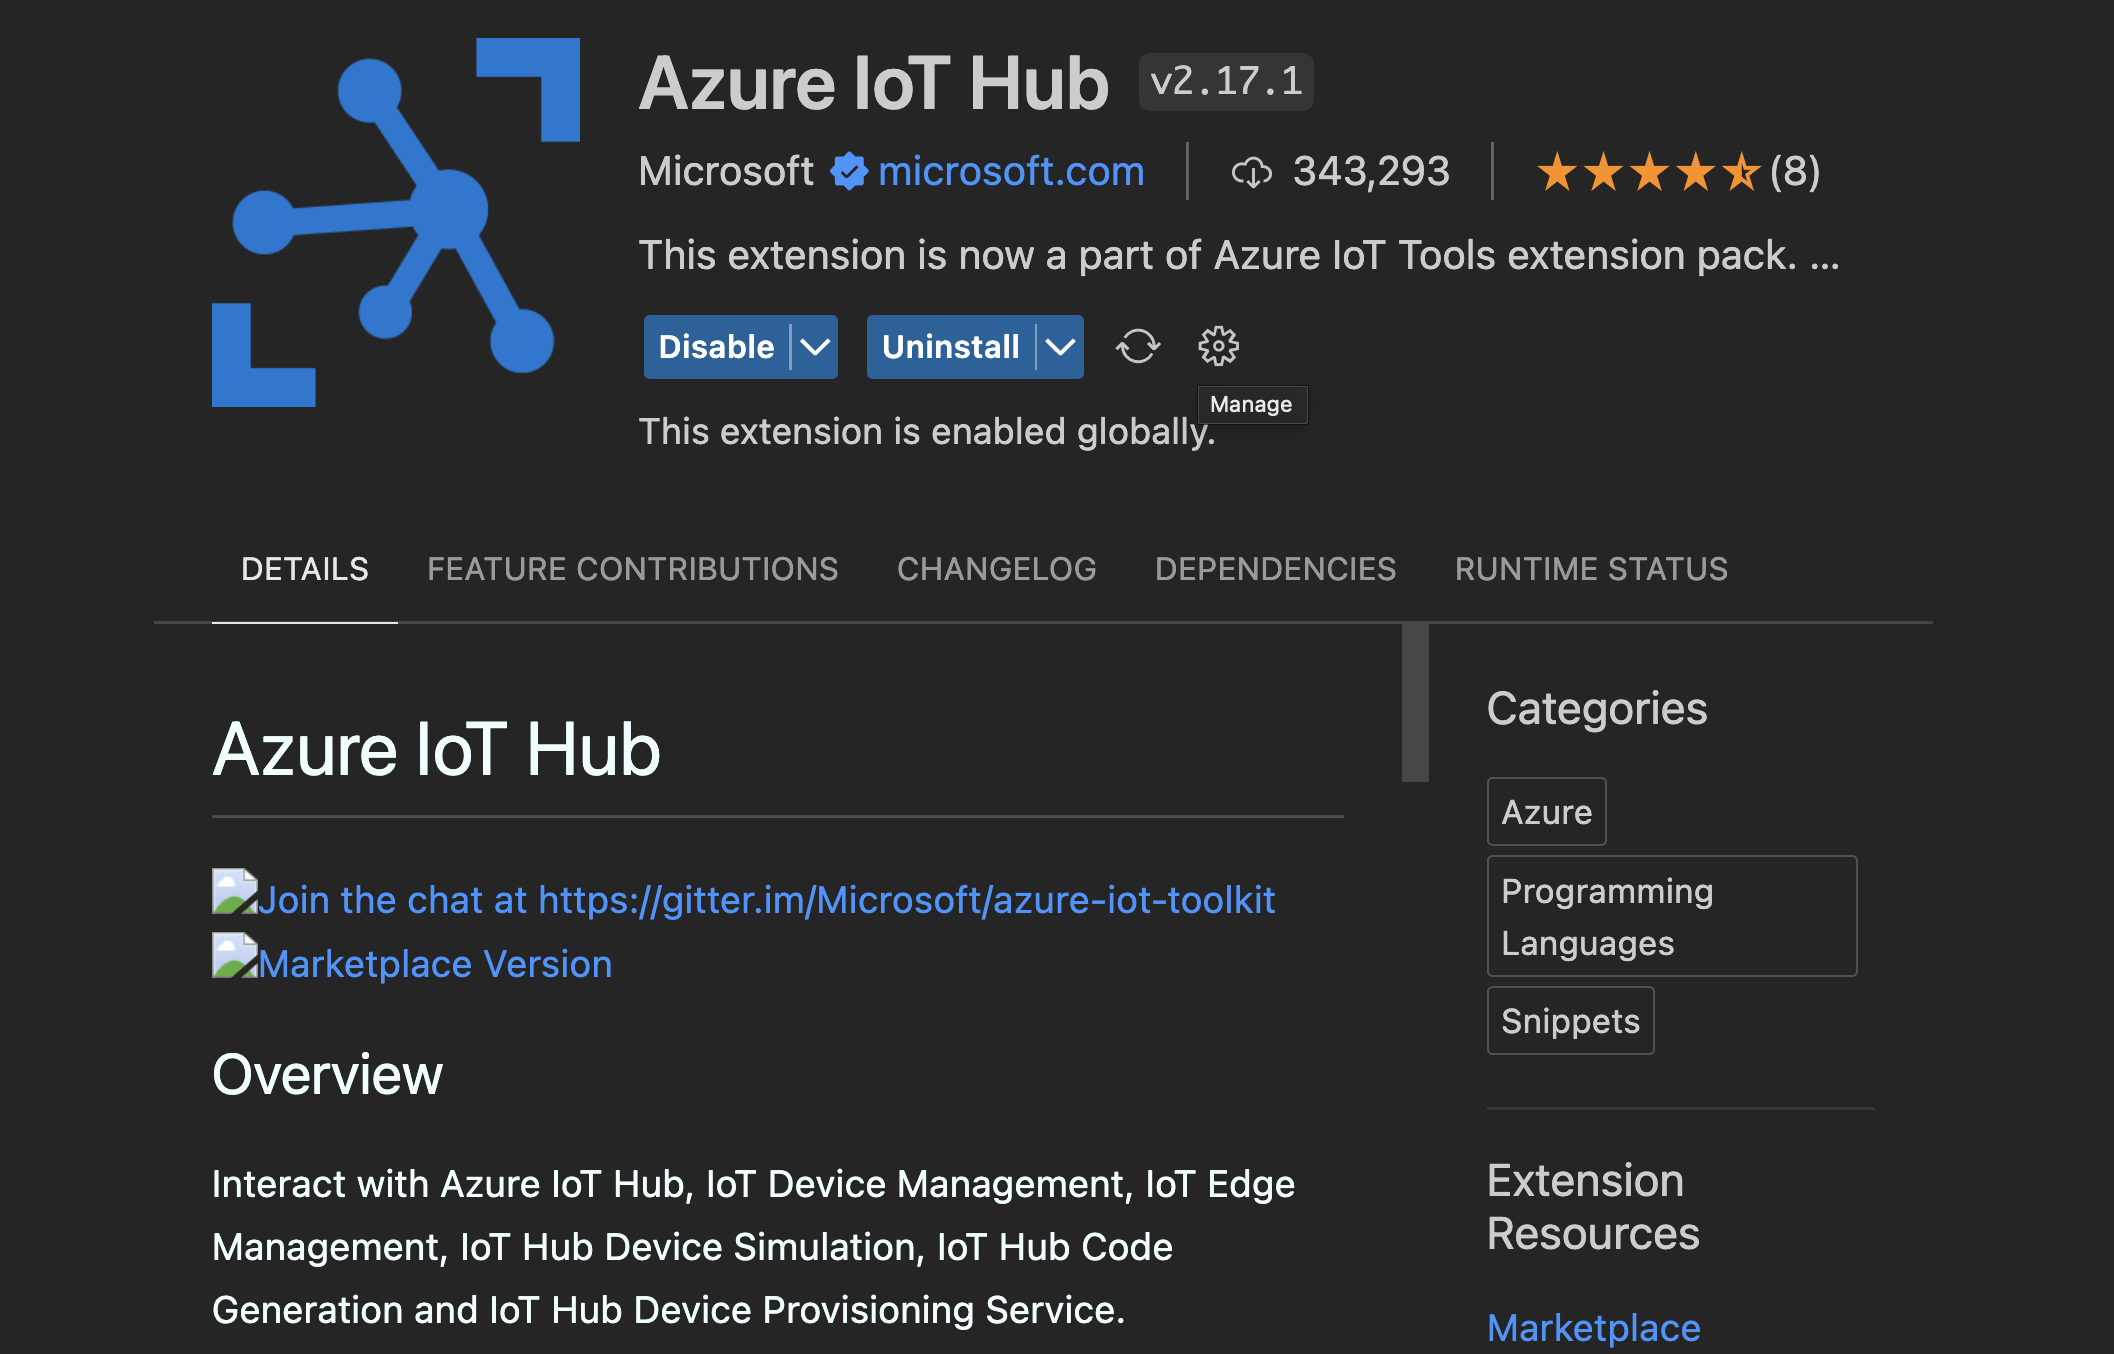 Azure IoT Hub v2.17.1
Microsoft microsoft.com 343,293 (8)
This extension is now a part of Azure IoT Tools extension pack. ...
Disable Uninstall
Manage
This extension is enabled globally.
DETAILS FEATURE CONTRIBUTIONS CHANGELOG DEPENDENCIES RUNTIME STATUS
Azure IoT Hub
Join the chat at https://gitter.im/Microsoft/azure-iot-toolkit
Marketplace Version
Overview
Interact with Azure IoT Hub, IoT Device Management, IoT Edge
Management, IoT Hub Device Simulation, IoT Hub Code
Generation and IoT Hub Device Provisioning Service.
Categories
Azure
Programming
Languages
Snippets
Extension
Resources
Marketplace